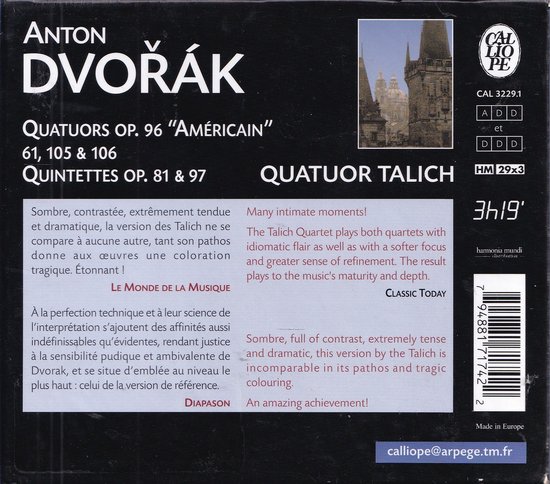 ANTON
DVOŘÁK
QUATUORS OP. 96 "AMÉRICAIN"
61, 105 & 106
QUINTETTES OP. 81 & 97
QUATUOR TALICH
CAL
LIO
PE
CAL 3229.1
A D D
et
D D D
HM 29x3
3h19'
harmonia mundi
distribution
Sombre, contrastée, extrêmement tendue
et dramatique, la version des Talich ne se
compare à aucune autre, tant son pathos
donne aux œuvres une coloration
tragique. Étonnant !
LE MONDE DE LA MUSIQUE
À la perfection technique et à leur science de
l'interprétation s'ajoutent des affinités aussi
indéfinissables qu'évidentes, rendant justice
à la sensibilité pudique et ambivalente de
Dvorak, et se situe d'emblée au niveau le
plus haut : celui de la version de référence.
DIAPASON
Many intimate moments!
The Talich Quartet plays both quartets with
idiomatic flair as well as with a softer focus
and greater sense of refinement. The result
plays to the music's maturity and depth.
CLASSIC TODAY
Sombre, full of contrast, extremely tense
and dramatic, this version by the Talich is
incomparable in its pathos and tragic
colouring.
An amazing achievement!
7 94881 71742 2
Made in Europe
calliope@arpege.tm.fr